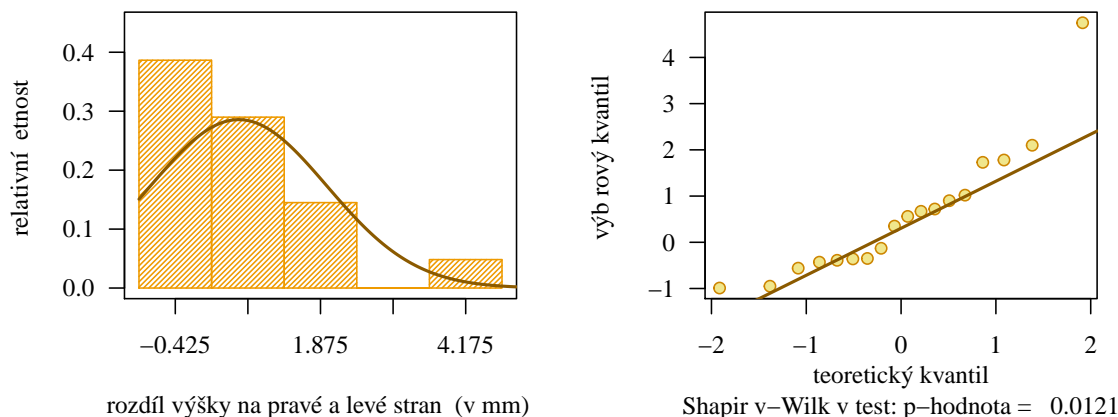 0.4
0.3
0.2
0.1
0.0
relativní etnost
−0.425 1.875 4.175
rozdíl výšky na pravé a levé stran (v mm)
4
3
2
1
0
−1
výb rový kvantil
−2 −1 0 1 2
teoretický kvantil
Shapir v−Wilk v test: p−hodnota = 0.0121